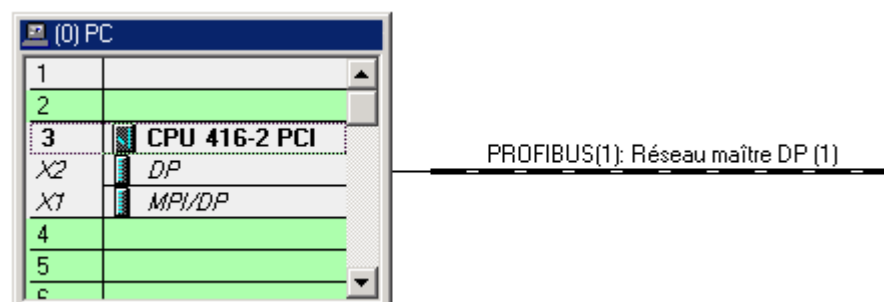 (0) PC
1
2
3 CPU 416-2 PCI
X2 DP
X1 MPI/DP
4
5
6
PROFIBUS(1): Réseau maître DP (1)